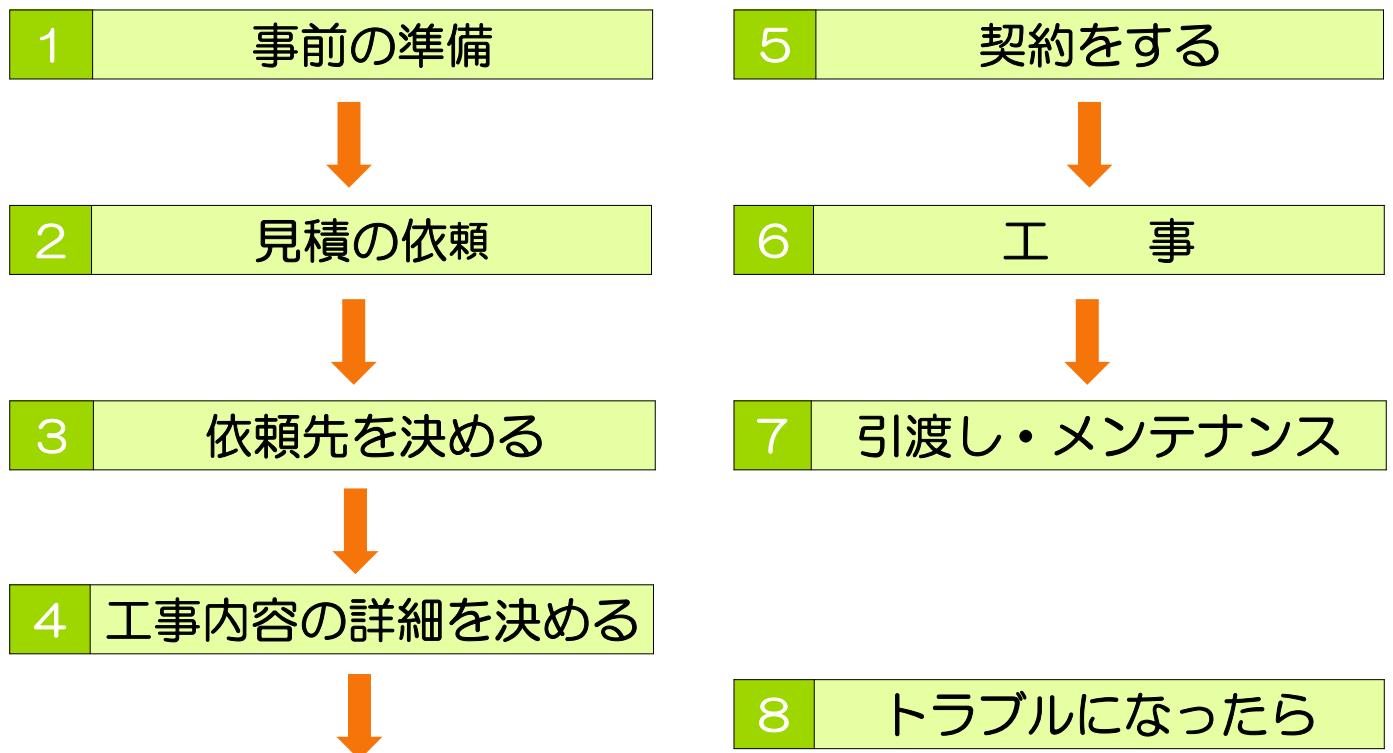 1 事前の準備
2 見積の依頼
3 依頼先を決める
4 工事内容の詳細を決める
5 契約をする
6 工　事
7 引渡し・メンテナンス
8 トラブルになったら